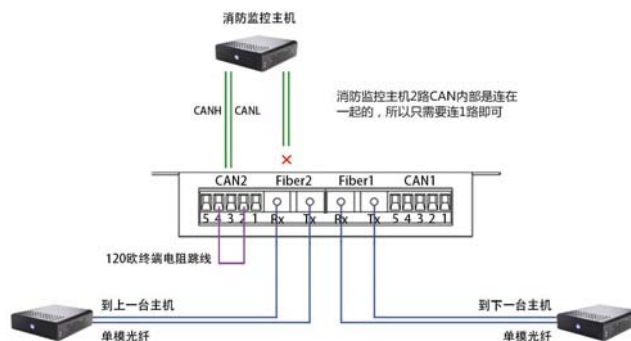 消防监控主机
消防监控主机2路CAN内部是连在
一起的，所以只需要连1路即可
CANH
CANL
CAN2 Fiber2 Fiber1 CAN1
5 4 3 2 1 Rx Tx Rx Tx 5 4 3 2 1
120欧终端电阻跳线
到上一台主机
到下一台主机
单模光纤
单模光纤